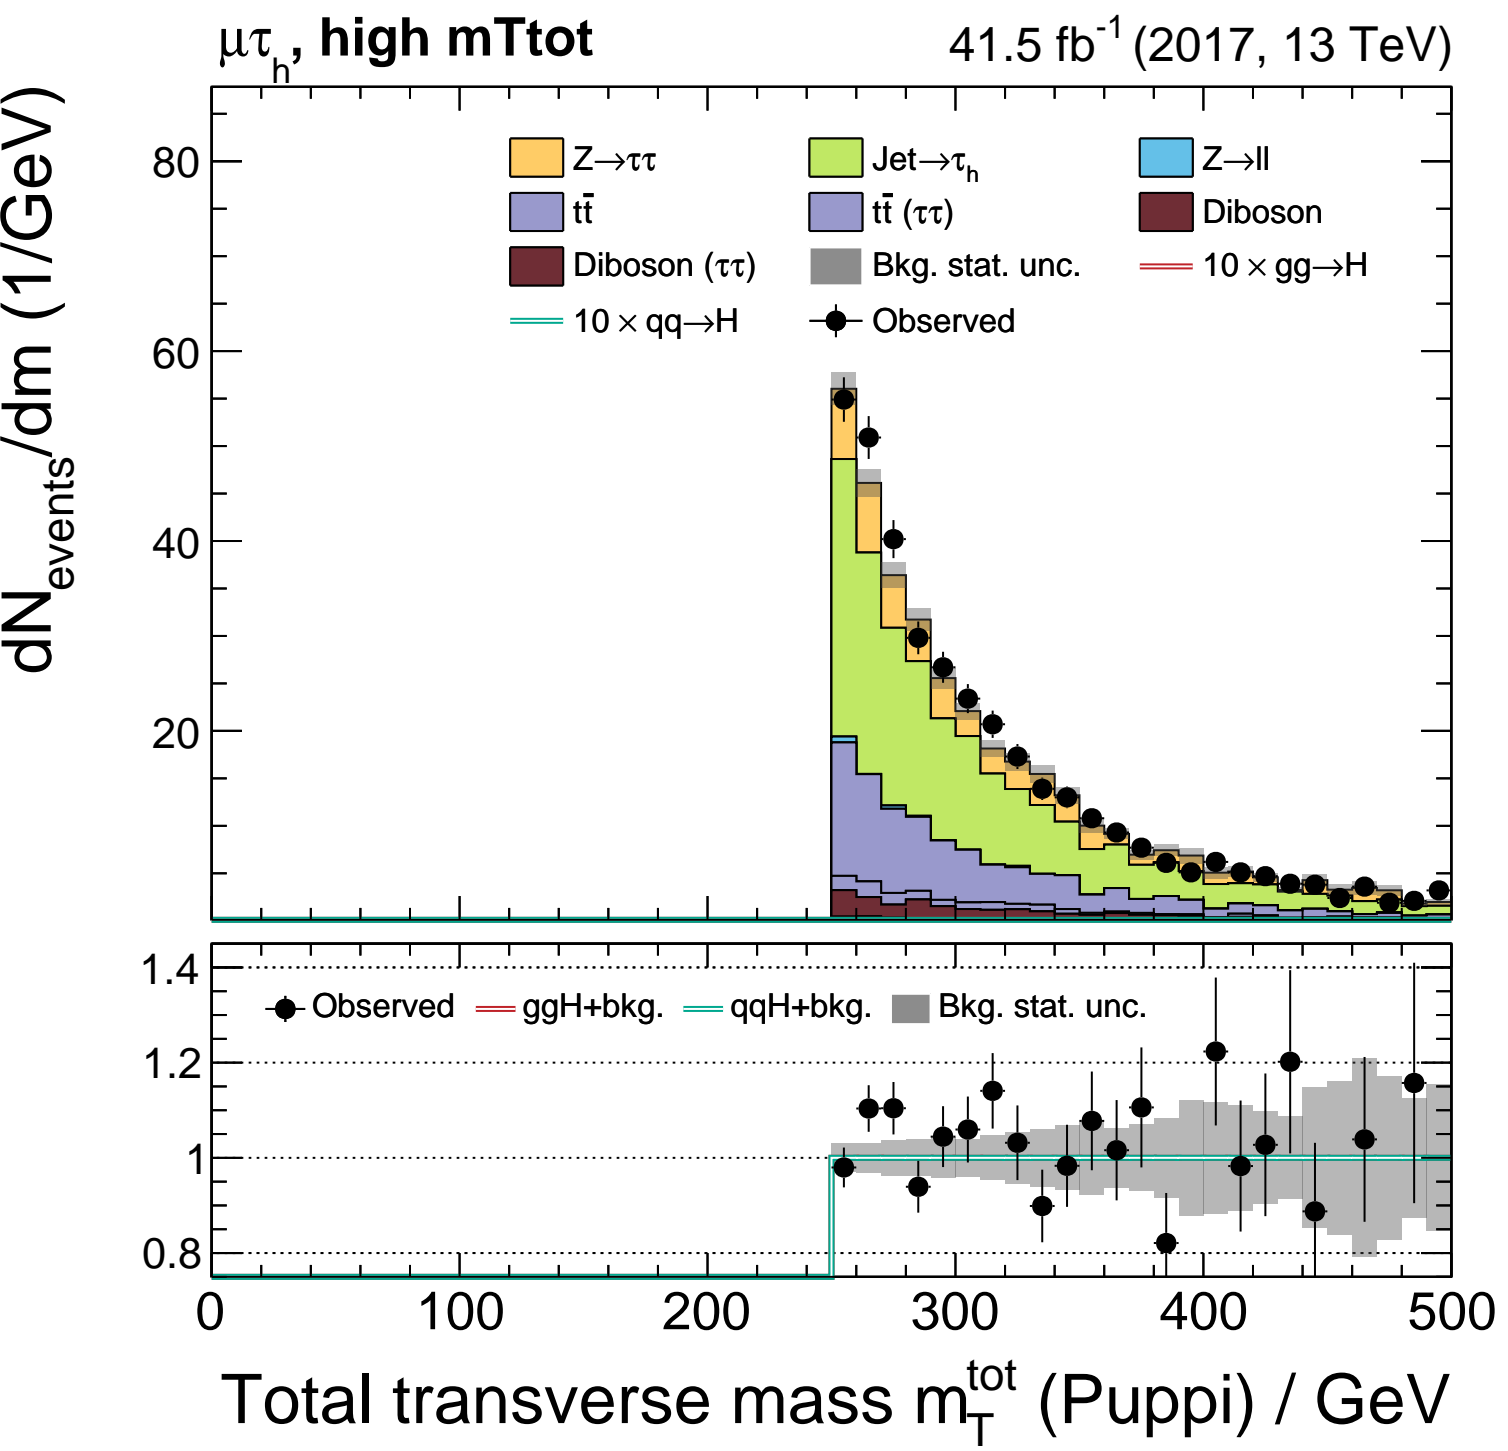 μτh, high mTtot 41.5 fb-1 (2017, 13 TeV)
dNevents/dm (1/GeV)
80
60
40
20
Z→ττ Jet→τh Z→ll
tt̄ tt̄ (ττ) Diboson
Diboson (ττ) Bkg. stat. unc. 10 × gg→H
10 × qq→H Observed
1.4
1.2
1
0.8
Observed ggH+bkg. qqH+bkg. Bkg. stat. unc.
0 100 200 300 400 500
Total transverse mass mTtot (Puppi) / GeV